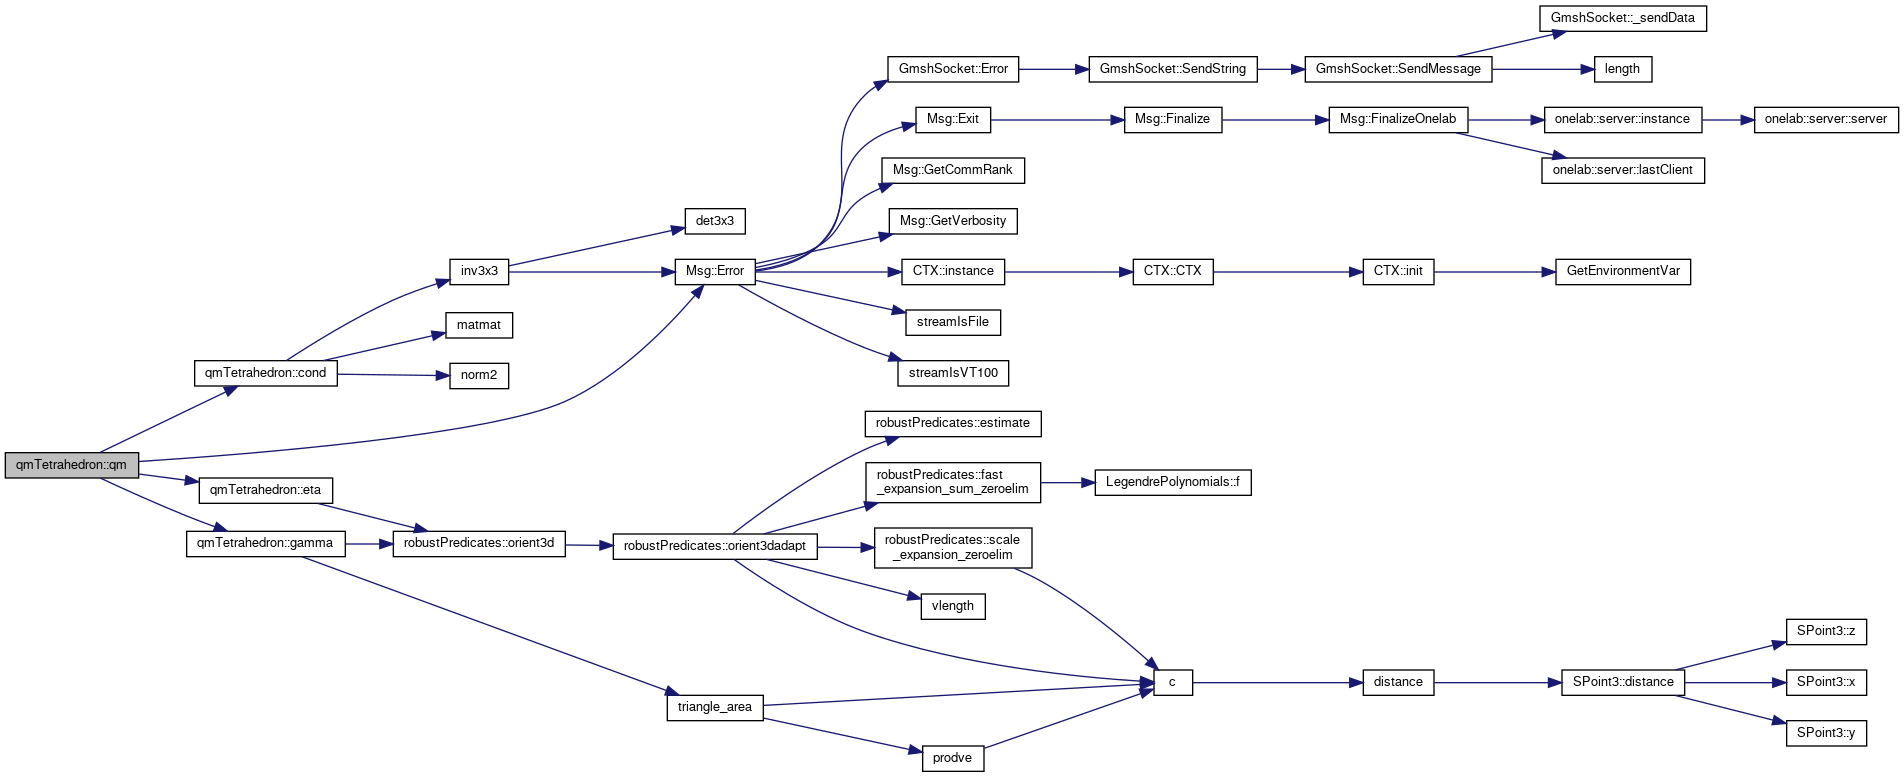 GmshSocket::_sendData
GmshSocket::Error
GmshSocket::SendString
GmshSocket::SendMessage
length
Msg::Exit
Msg::Finalize
Msg::FinalizeOnelab
onelab::server::instance
onelab::server::server
Msg::GetCommRank
onelab::server::lastClient
det3x3
Msg::GetVerbosity
inv3x3
Msg::Error
CTX::instance
CTX::CTX
CTX::init
GetEnvironmentVar
matmat
streamIsFile
qmTetrahedron::cond
norm2
streamIsVT100
robustPredicates::estimate
qmTetrahedron::qm
qmTetrahedron::eta
robustPredicates::fast
_expansion_sum_zeroelim
LegendrePolynomials::f
qmTetrahedron::gamma
robustPredicates::orient3d
robustPredicates::orient3dadapt
robustPredicates::scale
_expansion_zeroelim
vlength
SPoint3::z
c
distance
SPoint3::distance
SPoint3::x
triangle_area
SPoint3::y
prodve